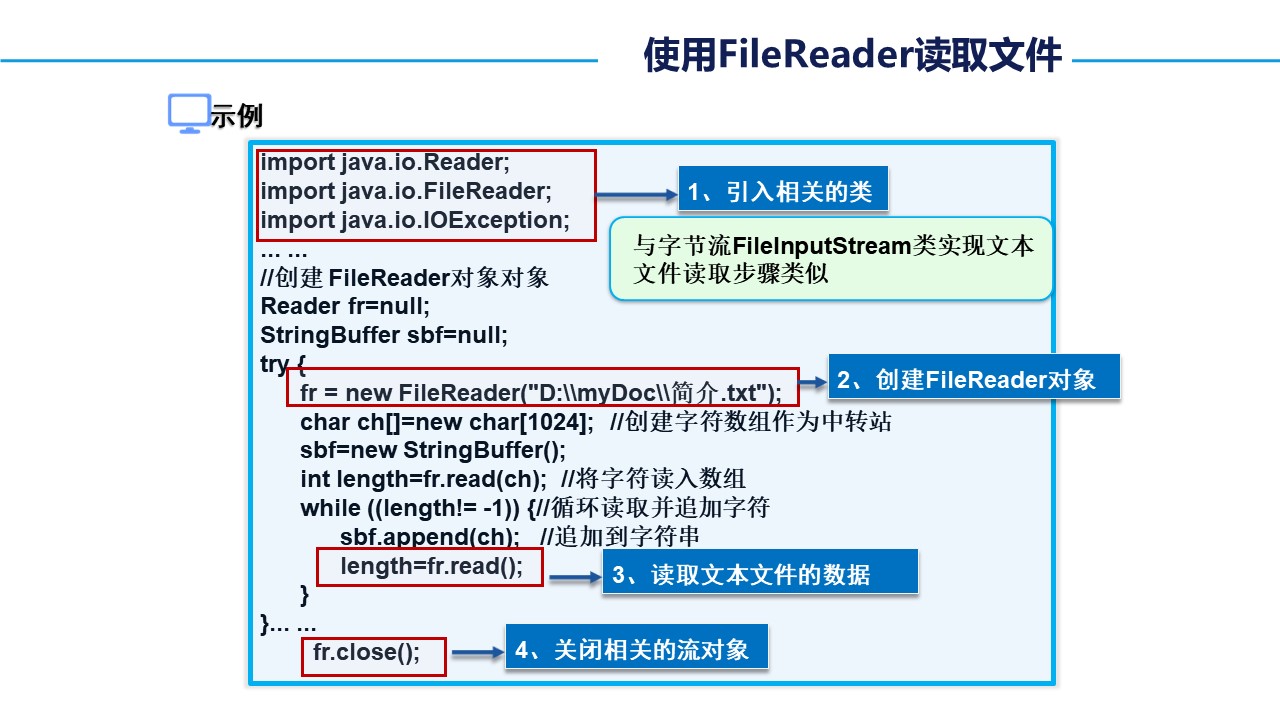 使用FileReader读取文件
示例
import java.io.Reader;
import java.io.FileReader;
import java.io.IOException;
1、引入相关的类
... ...
与字节流FileInputStream类实现文本
文件读取步骤类似
//创建 FileReader对象对象
Reader fr=null;
StringBuffer sbf=null;
try {
fr = new FileReader("D:\\myDoc\\简介.txt");
2、创建FileReader对象
char ch[]=new char[1024];  //创建字符数组作为中转站
sbf=new StringBuffer();
int length=fr.read(ch);  //将字符读入数组
while ((length!= -1)) {//循环读取并追加字符
sbf.append(ch);   //追加到字符串
length=fr.read();
3、读取文本文件的数据
}
}... ...
fr.close();
4、关闭相关的流对象